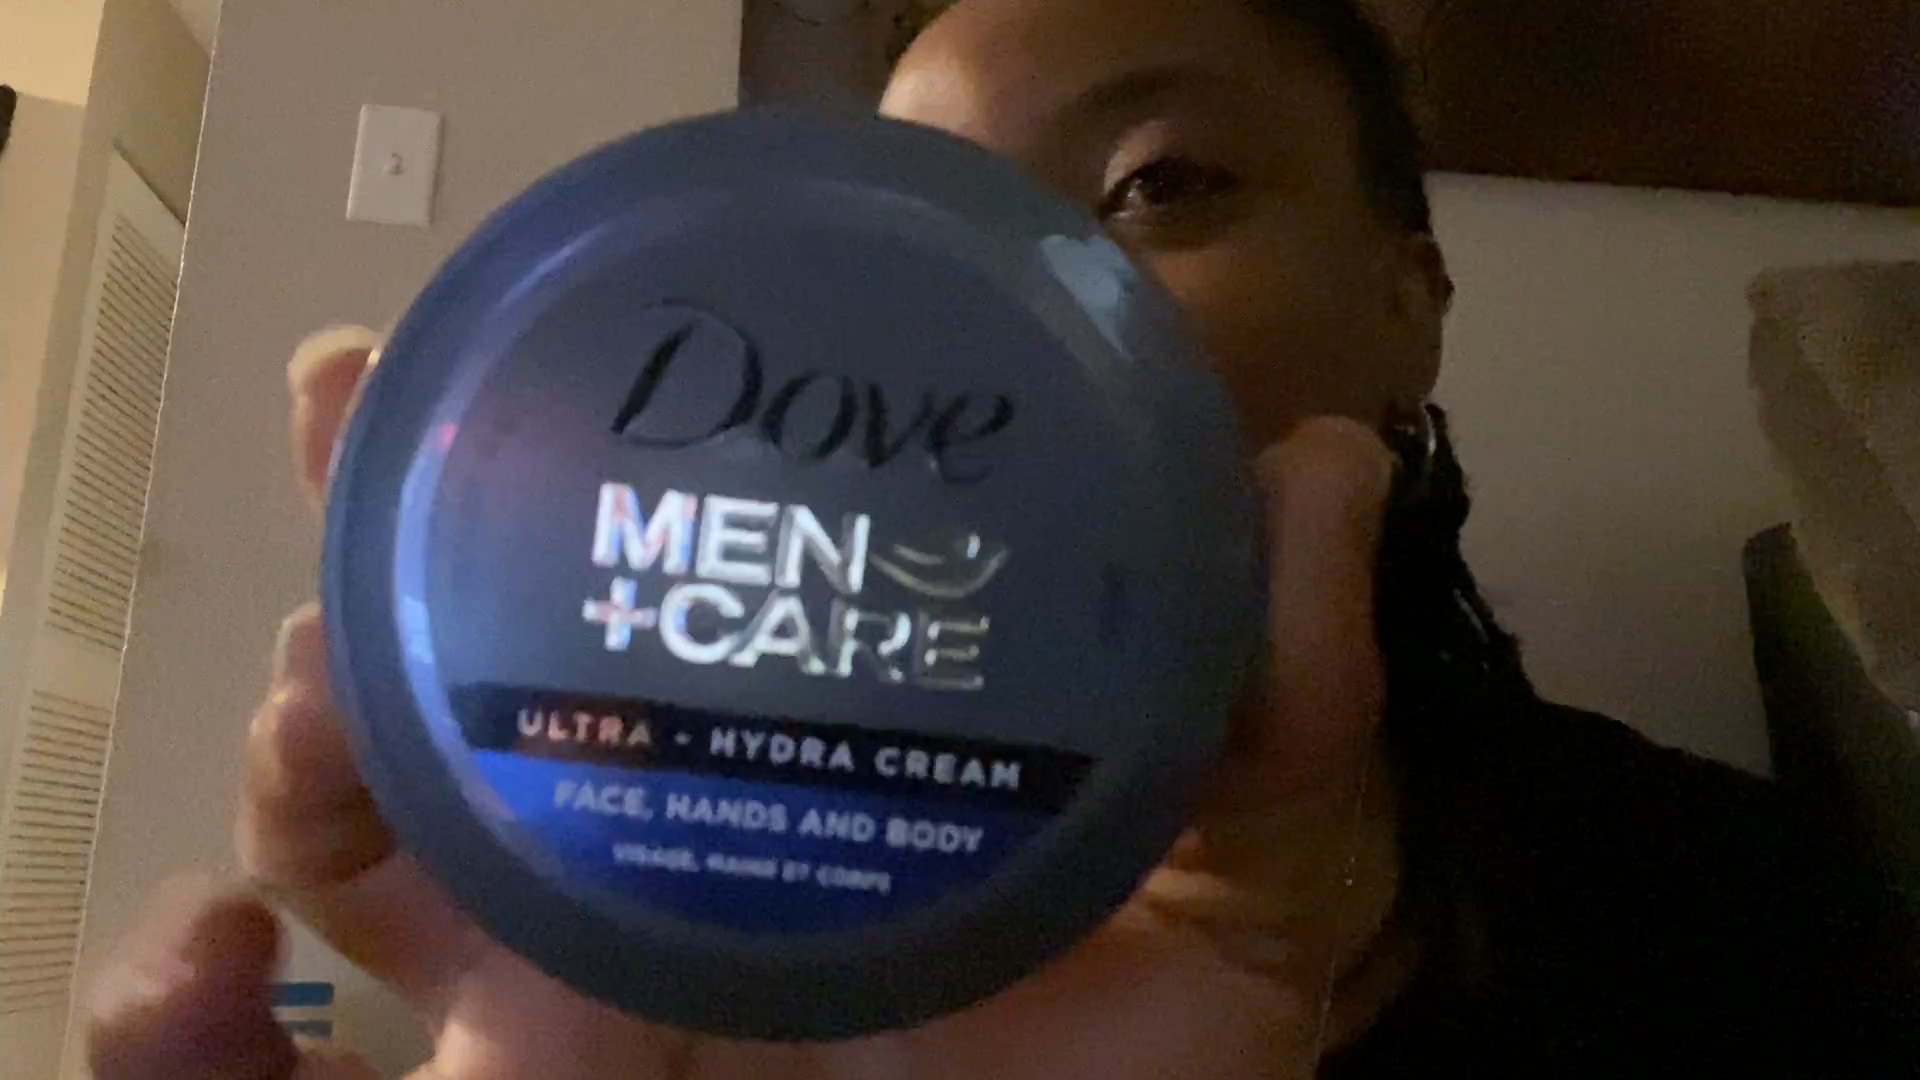 Dove
MEN
+CARE
ULTRA - HYDRA CREAM
FACE, HANDS AND BODY
VISAGE, MAINS ET CORPS